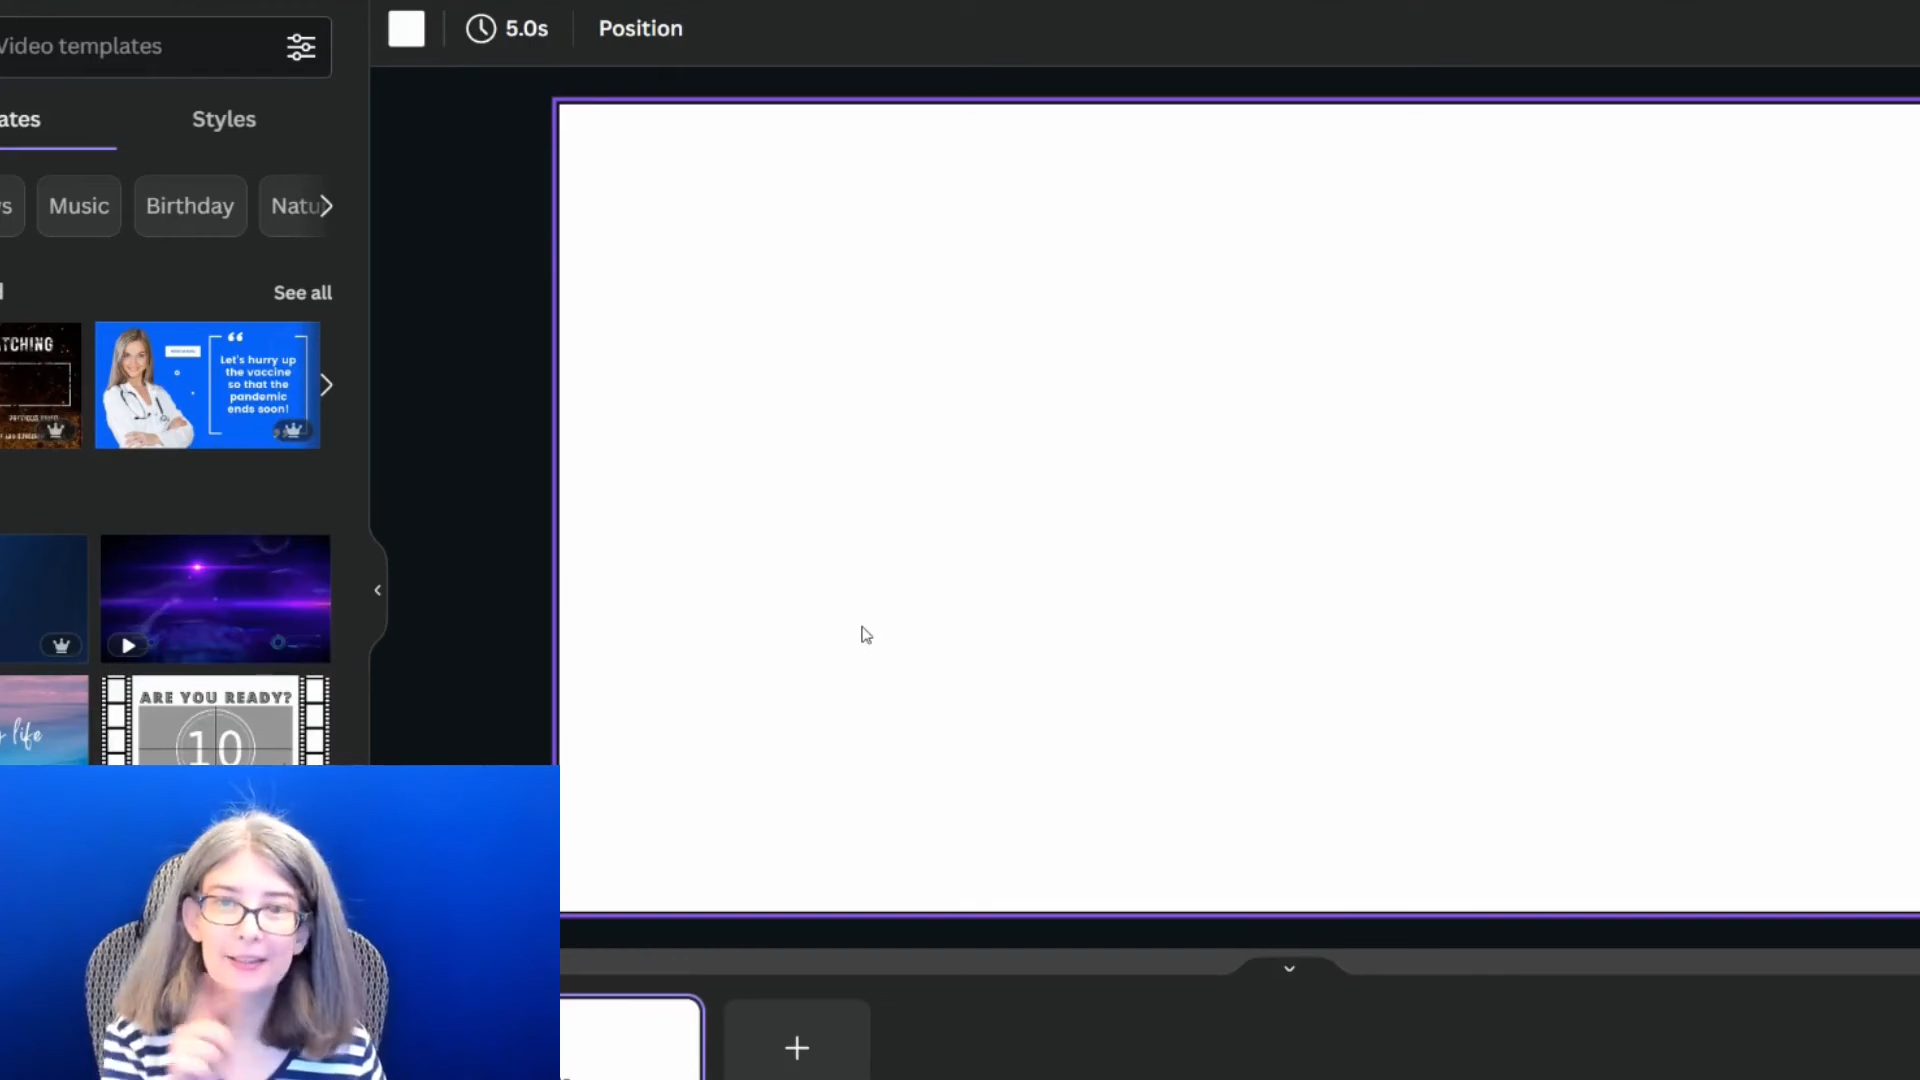 Video templates
5.0s
Position
ates
Styles
s
Music
Birthday
Natu
See all
TCHING
Let's hurry up
the vaccine
so that the
pandemic
ends soon!
ARE YOU READY?
10
life